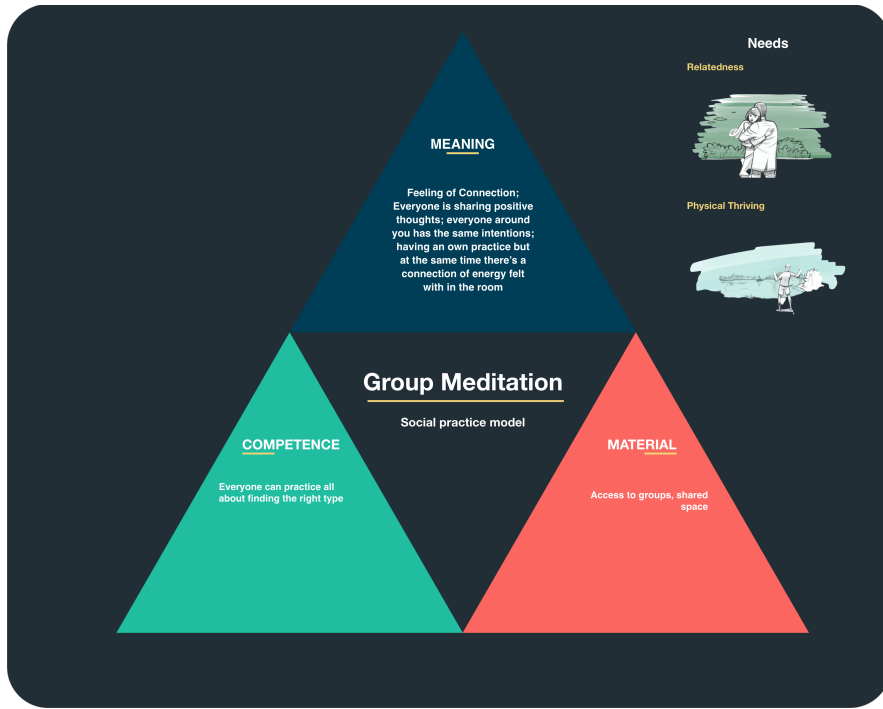 Needs
Relatedness
Physical Thriving
MEANING
Feeling of Connection;
Everyone is sharing positive
thoughts; everyone around
you has the same intentions;
having an own practice but
at the same time there's a
connection of energy felt
with in the room
Group Meditation
Social practice model
COMPETENCE
Everyone can practice all
about finding the right type
MATERIAL
Access to groups, shared
space